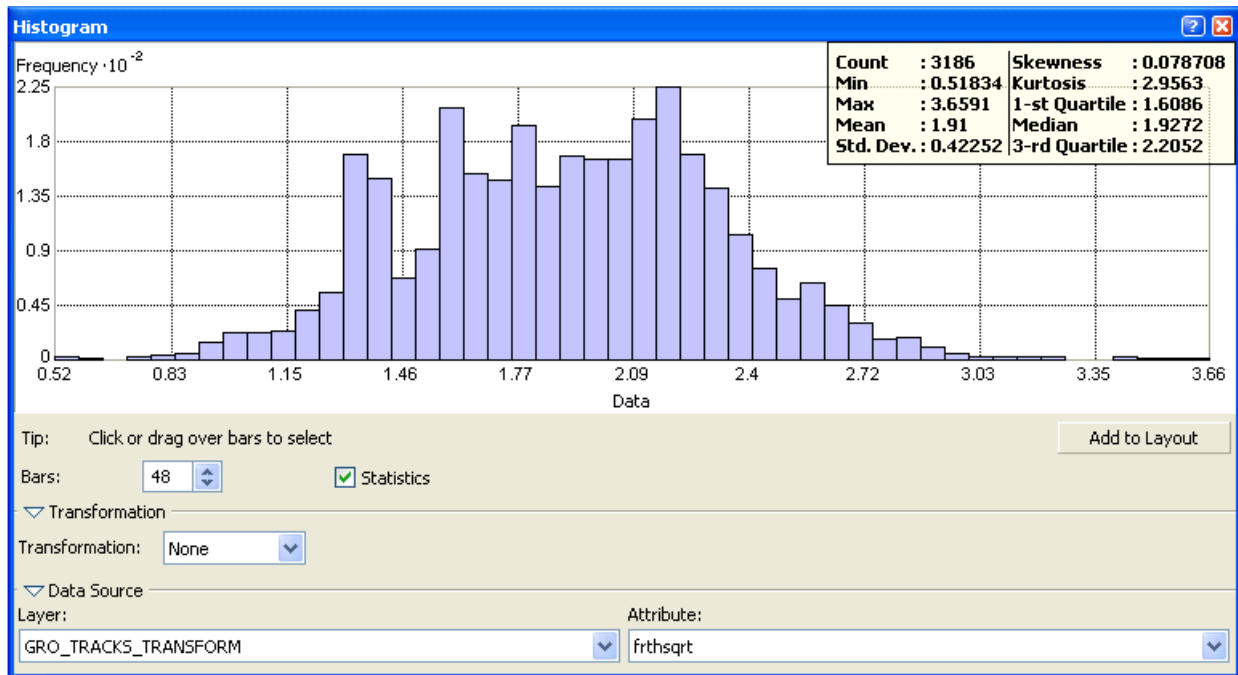 Histogram
Frequency ·10⁻²
Count : 3186 Skewness : 0.078708
Min : 0.51834 Kurtosis : 2.9563
Max : 3.6591 1-st Quartile : 1.6086
Mean : 1.91 Median : 1.9272
Std. Dev. : 0.42252 3-rd Quartile : 2.2052
2.25
1.8
1.35
0.9
0.45
0
0.52 0.83 1.15 1.46 1.77 2.09 2.4 2.72 3.03 3.35 3.66
Data
Tip: Click or drag over bars to select
Add to Layout
Bars: 48 Statistics
Transformation
Transformation: None
Data Source
Layer: Attribute:
GRO_TRACKS_TRANSFORM frthsqrt